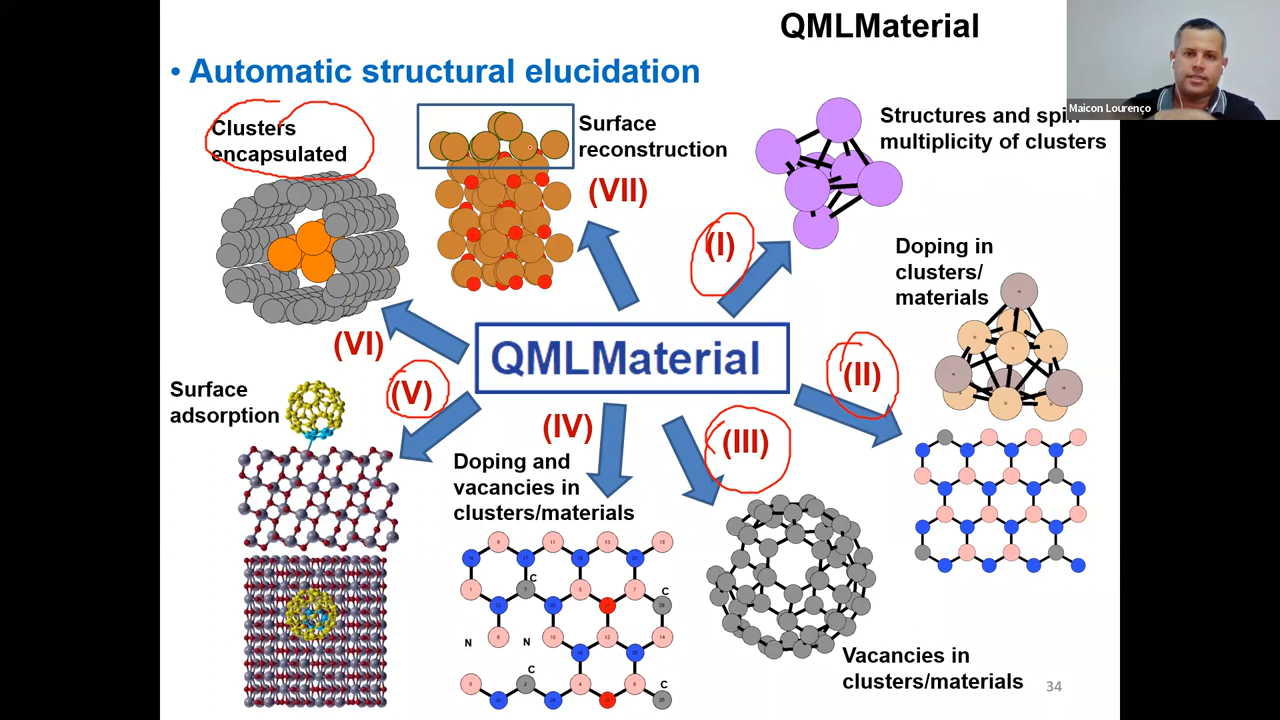 QMLMaterial
Maicon Lourenço
• Automatic structural elucidation
Clusters
encapsulated
Surface
reconstruction
(VII)
Structures and spin
multiplicity of clusters
(I)
Doping in
clusters/
materials
QMLMaterial
(VI)
(II)
Surface
adsorption
(V)
(IV)
(III)
Doping and
vacancies in
clusters/materials
C
C
N
N
C
C
Vacancies in
clusters/materials
34